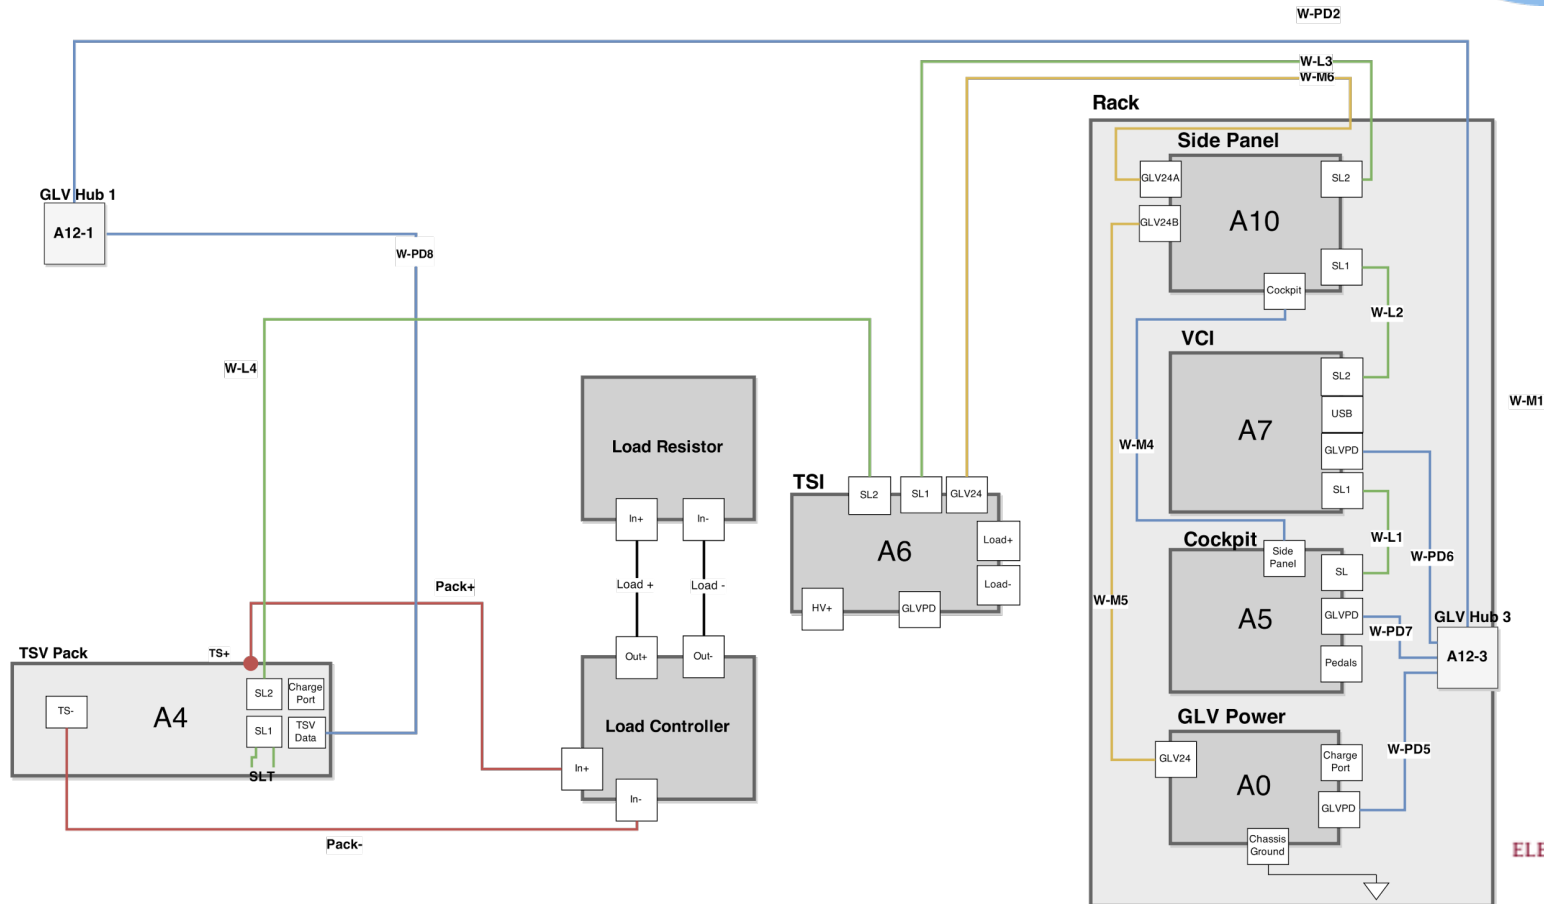 W-PD2
W-L3
W-M6
Rack
Side Panel
GLV24A
SL2
A10
GLV24B
SL1
Cockpit
GLV Hub 1
A12-1
W-PD8
W-L2
VCI
SL2
USB
A7
GLVPD
SL1
W-M4
W-M1
W-L4
Load Resistor
In+
In-
Load +
Load -
TSI
SL2
SL1
GLV24
A6
Load+
Load-
HV+
GLVPD
W-L1
W-PD6
Cockpit
Side
Panel
SL
A5
GLVPD
W-PD7
Pedals
W-M5
GLV Hub 3
A12-3
Pack+
TS+
TSV Pack
TS-
A4
SL2
Charge
Port
SL1
TSV
Data
SLT
Out+
Out-
Load Controller
In+
In-
Pack-
GLV Power
GLV24
Charge
Port
A0
GLVPD
W-PD5
Chassis
Ground
ELE